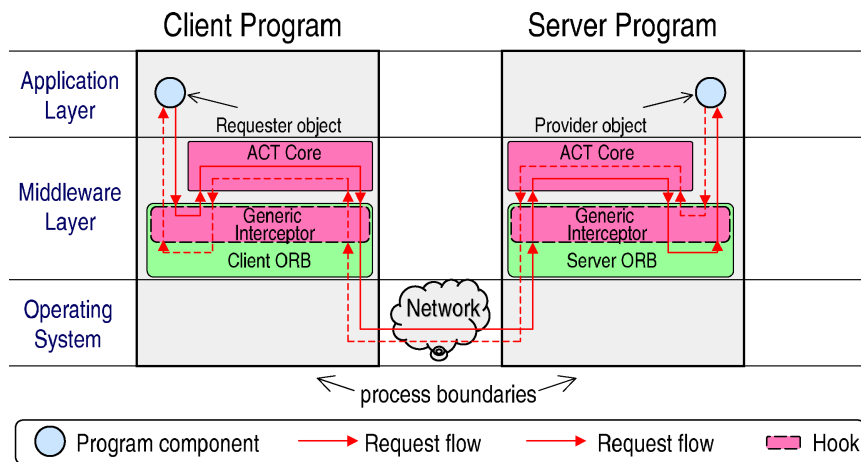 Client Program
Server Program
Application
Layer
Requester object
Provider object
ACT Core
ACT Core
Middleware
Layer
Generic
Interceptor
Generic
Interceptor
Client ORB
Server ORB
Operating
System
Network
process boundaries
Program component
Request flow
Request flow
Hook